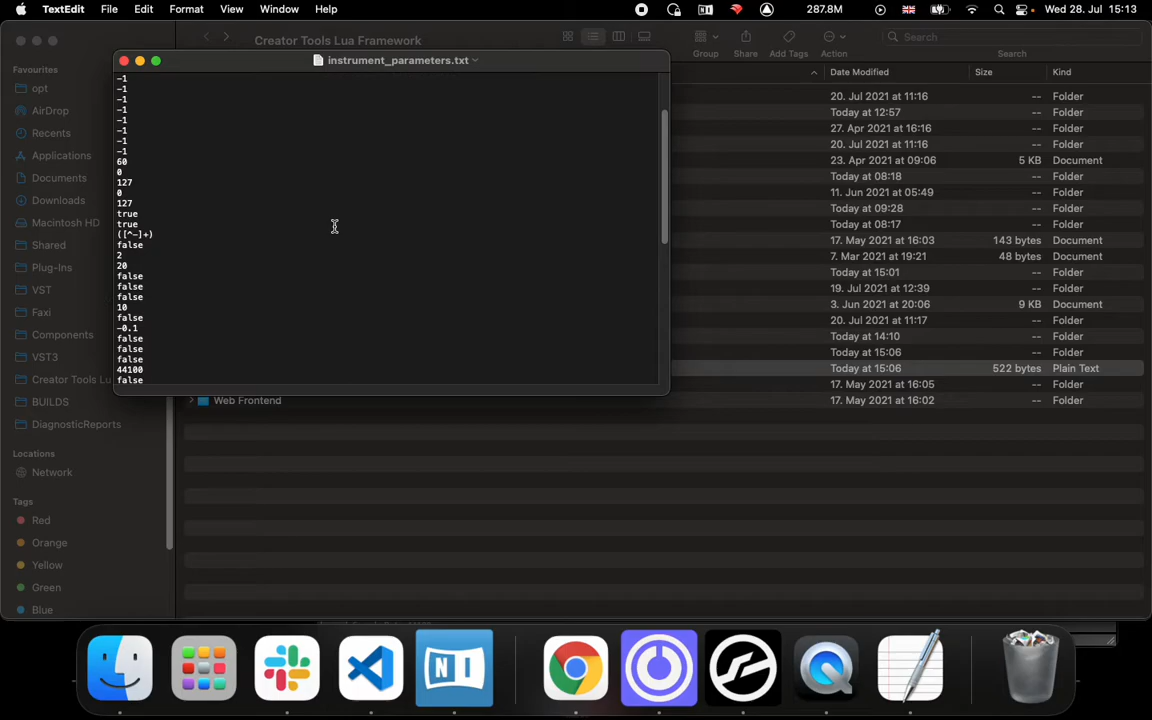 TextEdit File Edit Format View Window Help 287.8M Wed 28. Jul 15:13
Creator Tools Lua Framework
Search
Group Share Add Tags Action Search
Favourites
opt
AirDrop
Recents
Applications
Documents
Downloads
Macintosh HD
Shared
Plug-Ins
VST
Faxi
Components
VST3
Creator Tools Lu
BUILDS
DiagnosticReports
Locations
Network
Tags
Red
Orange
Yellow
Green
Blue
instrument_parameters.txt
-1
-1
-1
-1
-1
-1
-1
-1
60
0
127
0
127
true
true
([^-]+)
false
2
20
false
false
false
10
false
-0.1
false
false
false
44100
false
Date Modified Size Kind
20. Jul 2021 at 11:16 -- Folder
Today at 12:57 -- Folder
27. Apr 2021 at 16:16 -- Folder
20. Jul 2021 at 11:16 -- Folder
23. Apr 2021 at 09:06 5 KB Document
Today at 08:18 -- Folder
11. Jun 2021 at 05:49 -- Folder
Today at 09:28 -- Folder
Today at 08:17 -- Folder
17. May 2021 at 16:03 143 bytes Document
7. Mar 2021 at 19:21 48 bytes Document
Today at 15:01 -- Folder
19. Jul 2021 at 12:39 -- Folder
3. Jun 2021 at 20:06 9 KB Document
20. Jul 2021 at 11:17 -- Folder
Today at 14:10 -- Folder
Today at 15:06 -- Folder
Today at 15:06 522 bytes Plain Text
17. May 2021 at 16:05 -- Folder
Web Frontend 17. May 2021 at 16:02 -- Folder